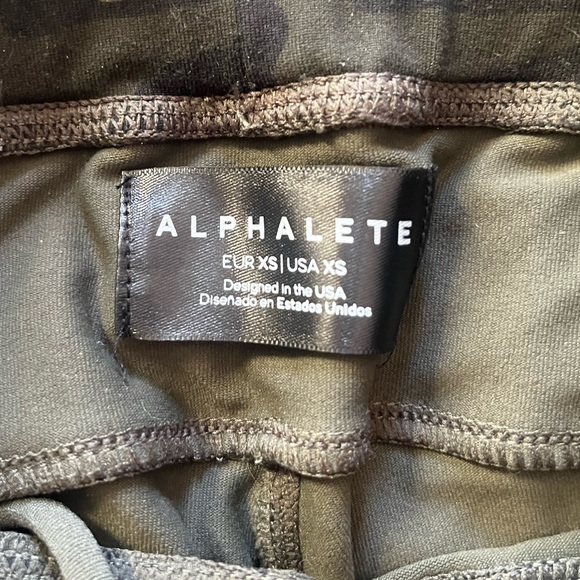 ALPHALETE
EUR XS | USA XS
Designed in the USA
Diseñado en Estados Unidos